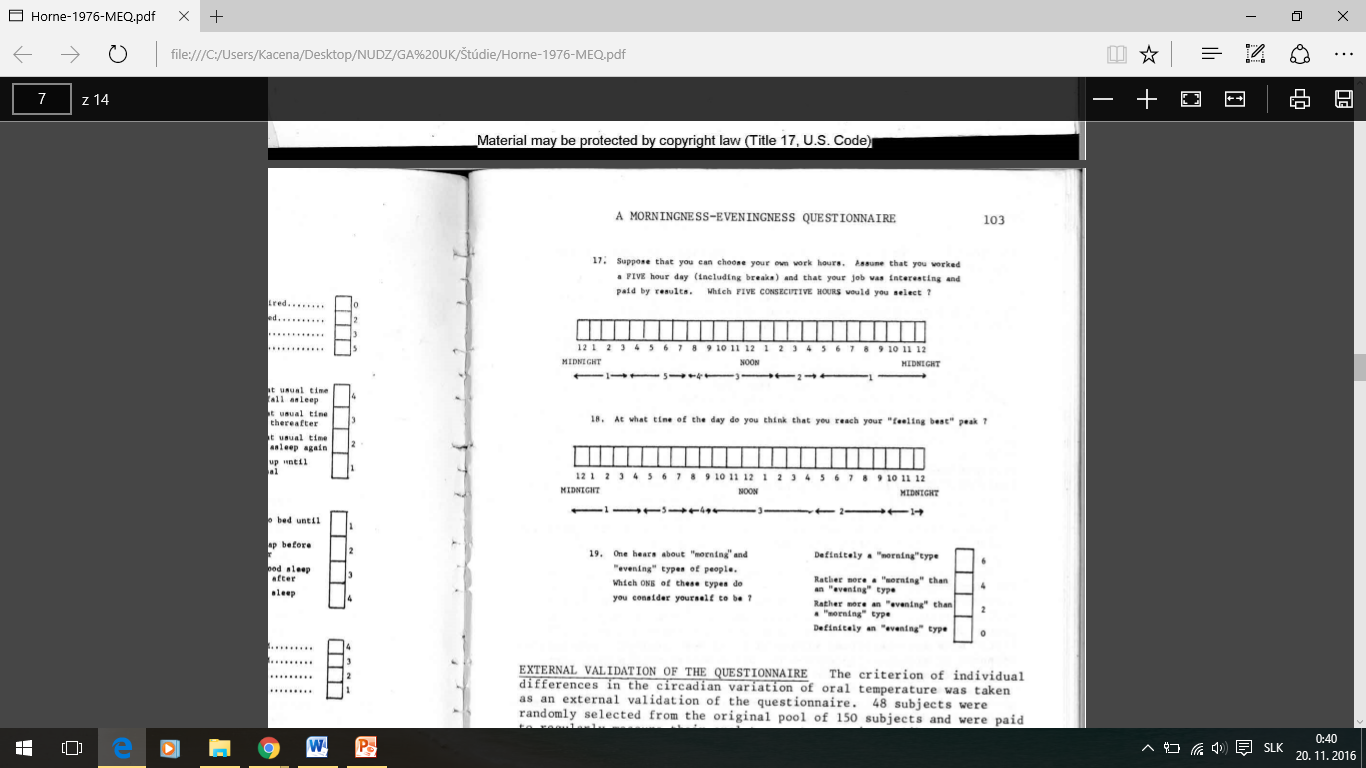 Horne-1976-MEQ.pdf
file:///C:/Users/Kacena/Desktop/NUDZ/GA%20UK/Štúdie/Horne-1976-MEQ.pdf
7 z 14
Material may be protected by copyright law (Title 17, U.S. Code)
ired........ 0
ed.......... 2
............ 3
............ 5
at usual time
fall asleep 4
at usual time
thereafter 3
at usual time
asleep again 2
up until
al 1
o bed until 1
ap before
r 2
ood sleep
after 3
sleep 4
......... 4
......... 3
......... 2
......... 1
A MORNINGNESS-EVENINGNESS QUESTIONNAIRE 103
17. Suppose that you can choose your own work hours. Assume that you worked
a FIVE hour day (including breaks) and that your job was interesting and
paid by results. Which FIVE CONSECUTIVE HOURS would you select ?
12 1 2 3 4 5 6 7 8 9 10 11 12 1 2 3 4 5 6 7 8 9 10 11 12
MIDNIGHT NOON MIDNIGHT
1 5 4 3 2 1
18. At what time of the day do you think that you reach your "feeling best" peak ?
12 1 2 3 4 5 6 7 8 9 10 11 12 1 2 3 4 5 6 7 8 9 10 11 12
MIDNIGHT NOON MIDNIGHT
1 5 4 3 2 1
19. One hears about "morning" and
"evening" types of people.
Which ONE of these types do
you consider yourself to be ?
Definitely a "morning" type 6
Rather more a "morning" than
an "evening" type 4
Rather more an "evening" than
a "morning" type 2
Definitely an "evening" type 0
EXTERNAL VALIDATION OF THE QUESTIONNAIRE The criterion of individual
differences in the circadian variation of oral temperature was taken
as an external validation of the questionnaire. 48 subjects were
randomly selected from the original pool of 150 subjects and were paid
SLK
0:40
20. 11. 2016